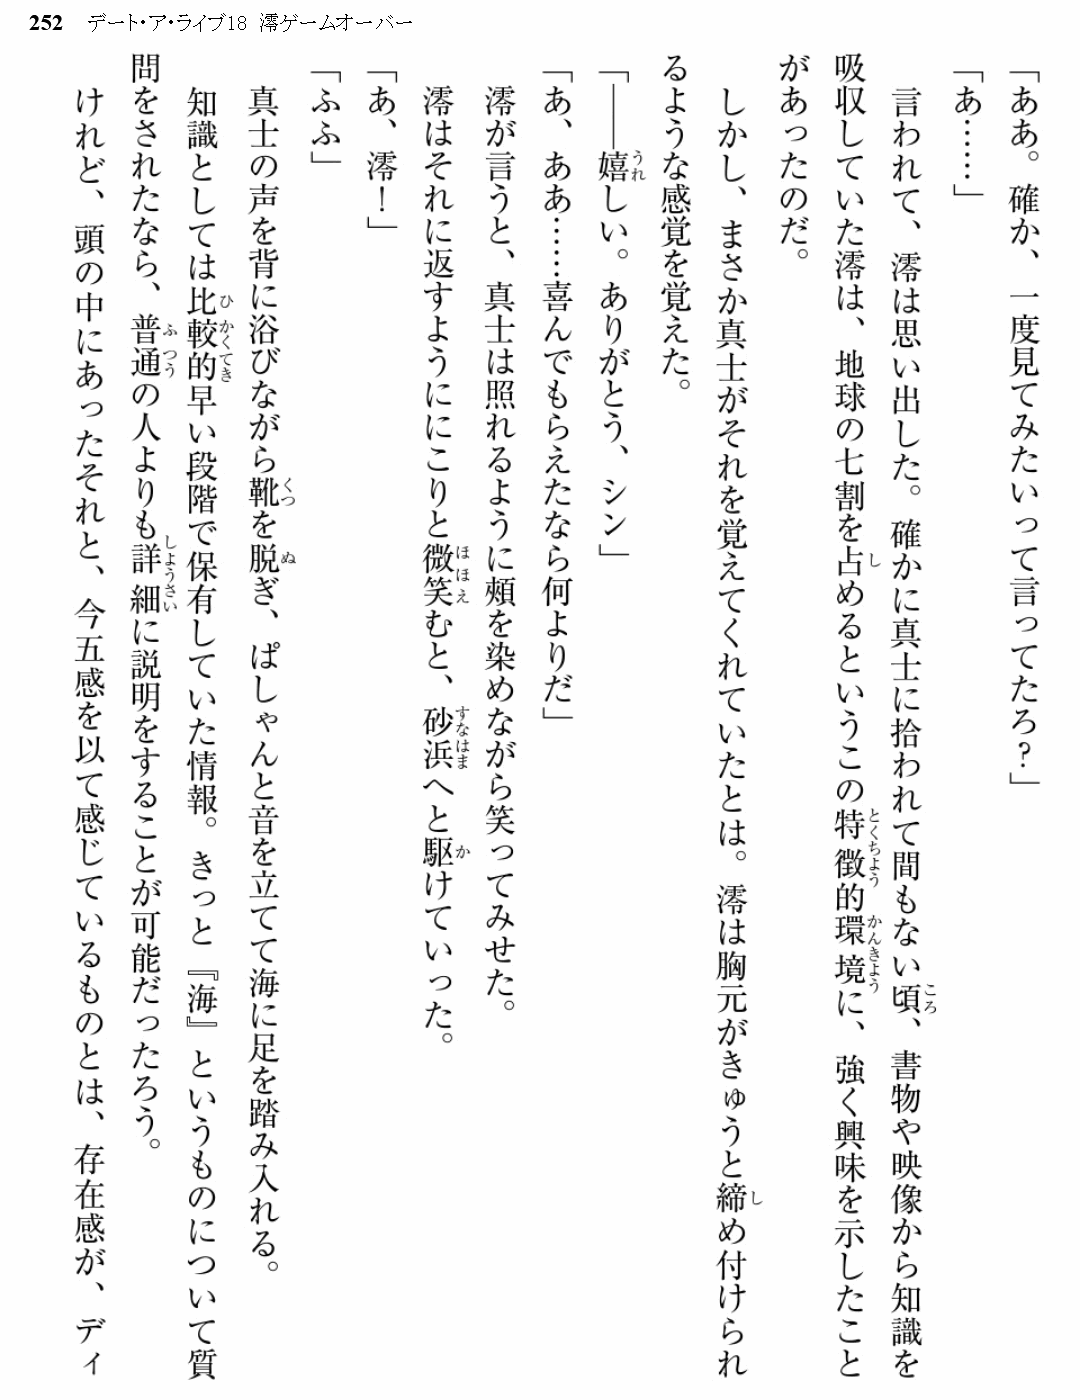 252 デート・ア・ライブ18 澪ゲームオーバー
「ああ。確か、一度見てみたいって言ってたろ?」
「あ……」
言われて、澪は思い出した。確かに真士に拾われて間もない頃、書物や映像から知識を
吸収していた澪は、地球の七割を占めるというこの特徴的環境に、強く興味を示したこと
があったのだ。
しかし、まさか真士がそれを覚えてくれていたとは。澪は胸元がきゅうと締め付けられ
るような感覚を覚えた。
「――嬉しい。ありがとう、シン」
「あ、ああ……喜んでもらえたなら何よりだ」
澪が言うと、真士は照れるように頰を染めながら笑ってみせた。
澪はそれに返すようににこりと微笑むと、砂浜へと駆けていった。
「あ、澪!」
「ふふ」
真士の声を背に浴びながら靴を脱ぎ、ぱしゃんと音を立てて海に足を踏み入れる。
知識としては比較的早い段階で保有していた情報。きっと『海』というものについて質
問をされたなら、普通の人よりも詳細に説明をすることが可能だったろう。
けれど、頭の中にあったそれと、今五感を以て感じているものとは、存在感が、ディ